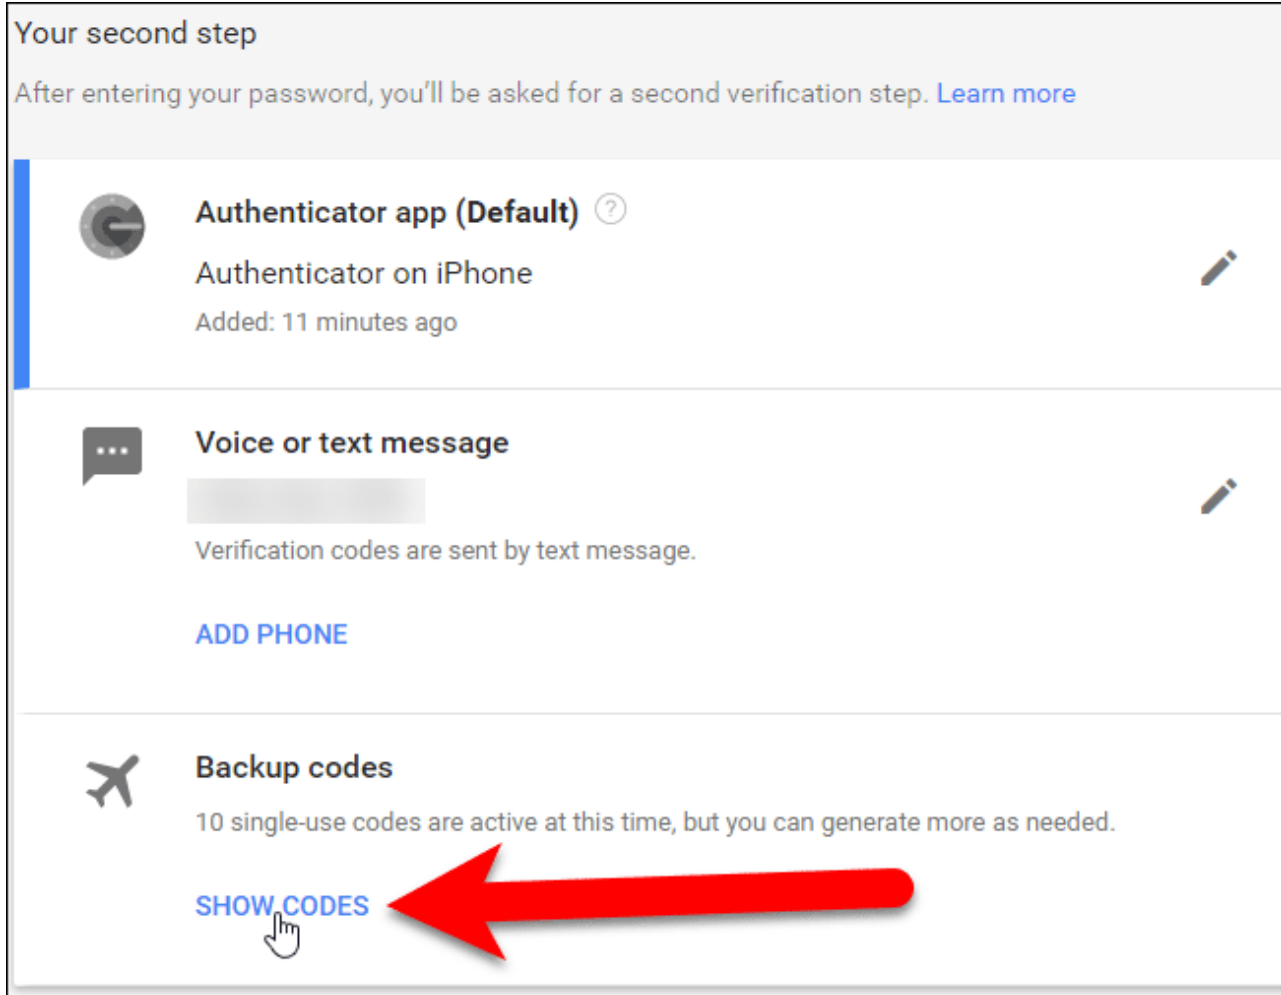 Your second step
After entering your password, you'll be asked for a second verification step. Learn more
Authenticator app (Default) ?
Authenticator on iPhone
Added: 11 minutes ago
Voice or text message
Verification codes are sent by text message.
ADD PHONE
Backup codes
10 single-use codes are active at this time, but you can generate more as needed.
SHOW CODES